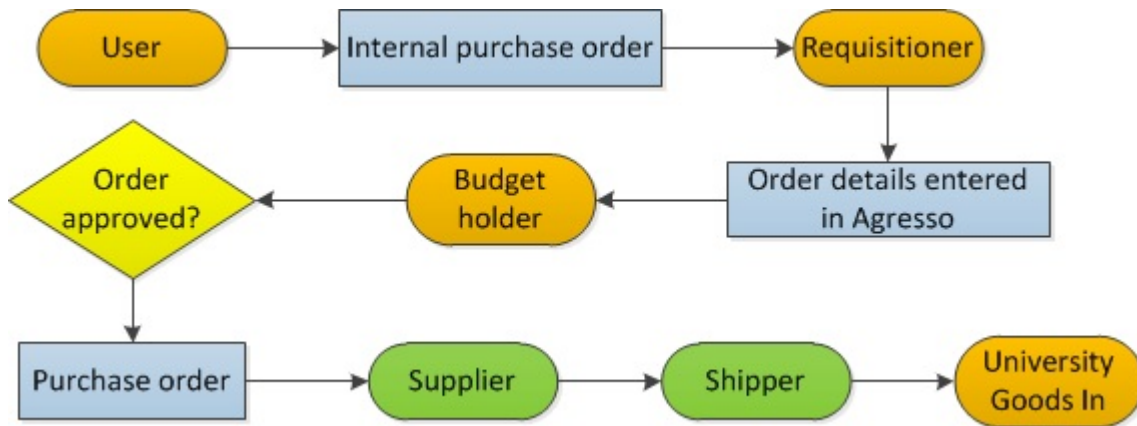 User
Internal purchase order
Requisitioner
Order details entered
in Agresso
Budget
holder
Order
approved?
Purchase order
Supplier
Shipper
University
Goods In